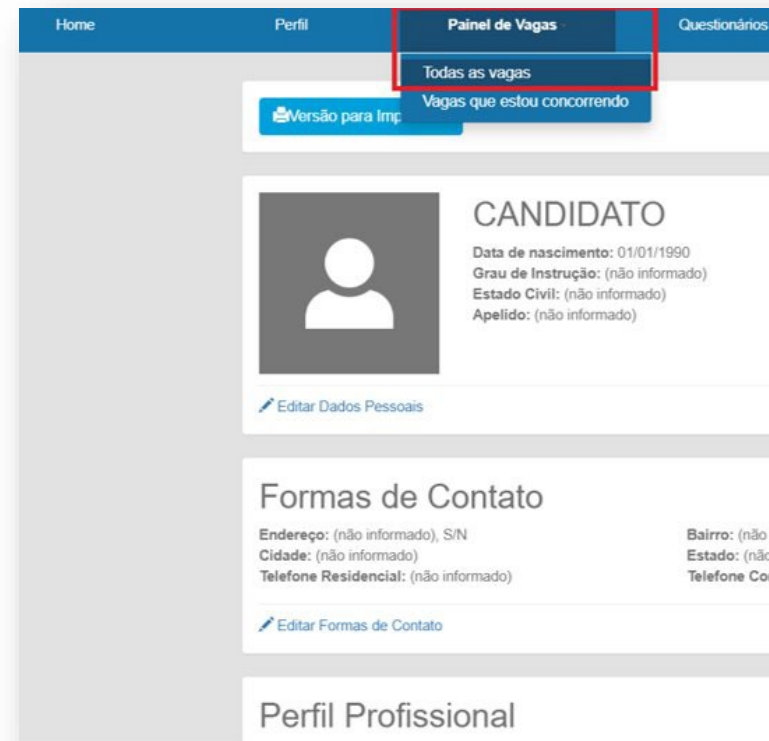 Home Perfil Painel de Vagas Questionários
Todas as vagas
Vagas que estou concorrendo
Versão para
CANDIDATO
Data de nascimento: 01/01/1990
Grau de Instrução: (não informado)
Estado Civil: (não informado)
Apelido: (não informado)
Editar Dados Pessoais
Formas de Contato
Endereço: (não informado), S/N Bairro: (não
Cidade: (não informado) Estado:
Telefone Residencial: (não informado) Telefone
Editar Formas de Contato
Perfil Profissional